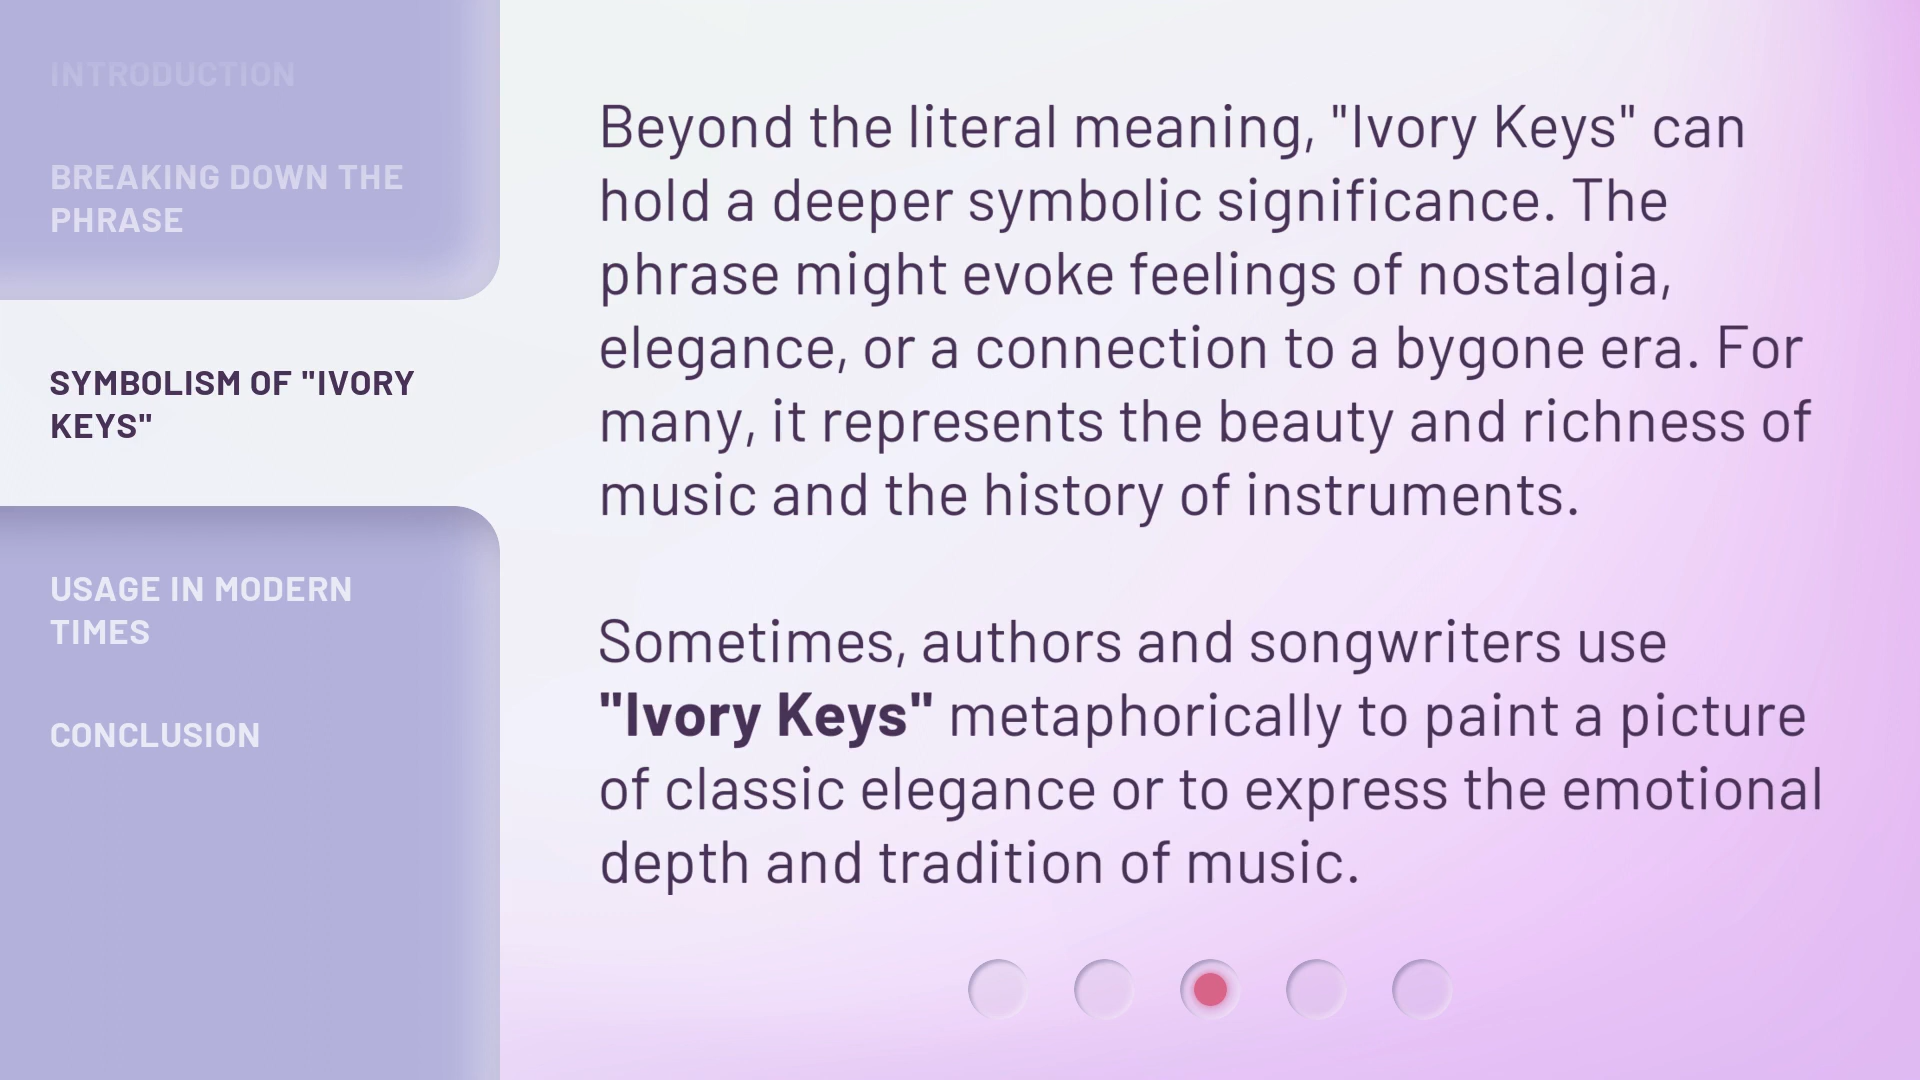 INTRODUCTION
BREAKING DOWN THE
PHRASE
SYMBOLISM OF "IVORY
KEYS"
USAGE IN MODERN
TIMES
CONCLUSION
Beyond the literal meaning, "Ivory Keys" can
hold a deeper symbolic significance. The
phrase might evoke feelings of nostalgia,
elegance, or a connection to a bygone era. For
many, it represents the beauty and richness of
music and the history of instruments.
Sometimes, authors and songwriters use
"Ivory Keys" metaphorically to paint a picture
of classic elegance or to express the emotional
depth and tradition of music.